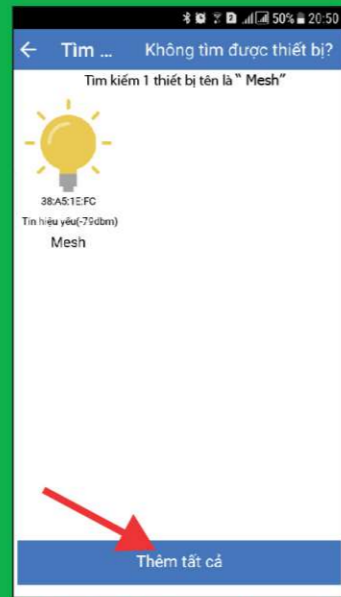 50% 20:50
← Tìm ... Không tìm được thiết bị?
Tìm kiếm 1 thiết bị tên là “ Mesh”
38:A5:1E:FC
Tín hiệu yếu(-79dbm)
Mesh
Thêm tất cả